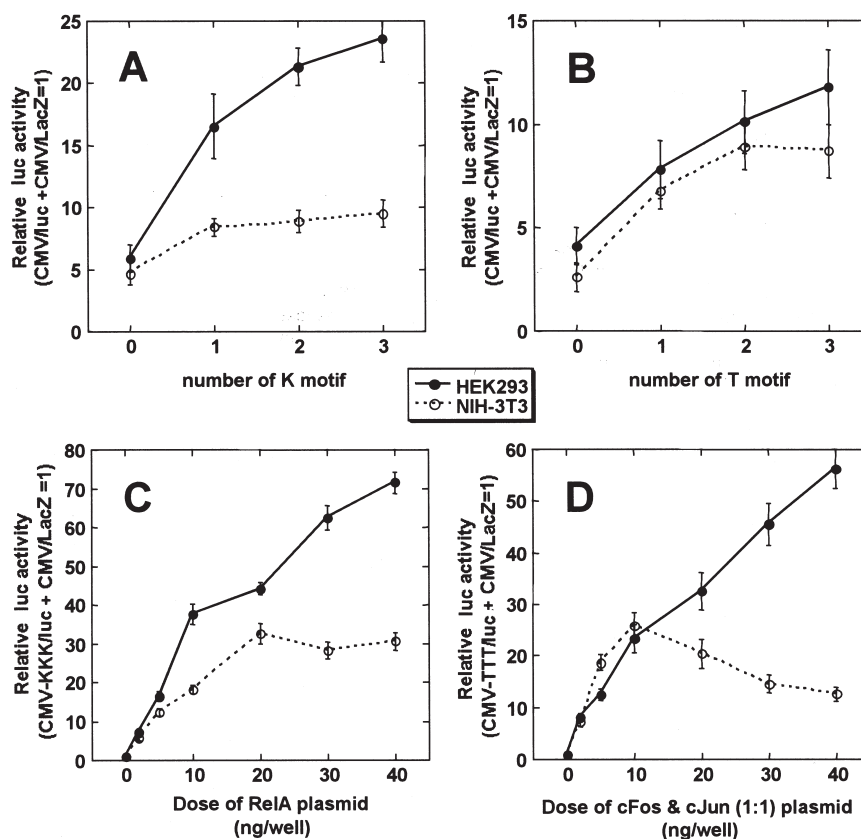 A
Relative luc activity
(CMV/luc +CMV/LacZ=1)
25
20
15
10
5
0
0 1 2 3
number of K motif
B
Relative luc activity
(CMV/luc +CMV/LacZ=1)
15
10
5
0
0 1 2 3
number of T motif
HEK293
NIH-3T3
C
Relative luc activity
(CMV-KKK/luc + CMV/LacZ =1)
80
70
60
50
40
30
20
10
0
0 10 20 30 40
Dose of RelA plasmid
(ng/well)
D
Relative luc activity
(CMV-TTT/luc + CMV/LacZ=1)
60
50
40
30
20
10
0
0 10 20 30 40
Dose of cFos & cJun (1:1) plasmid
(ng/well)